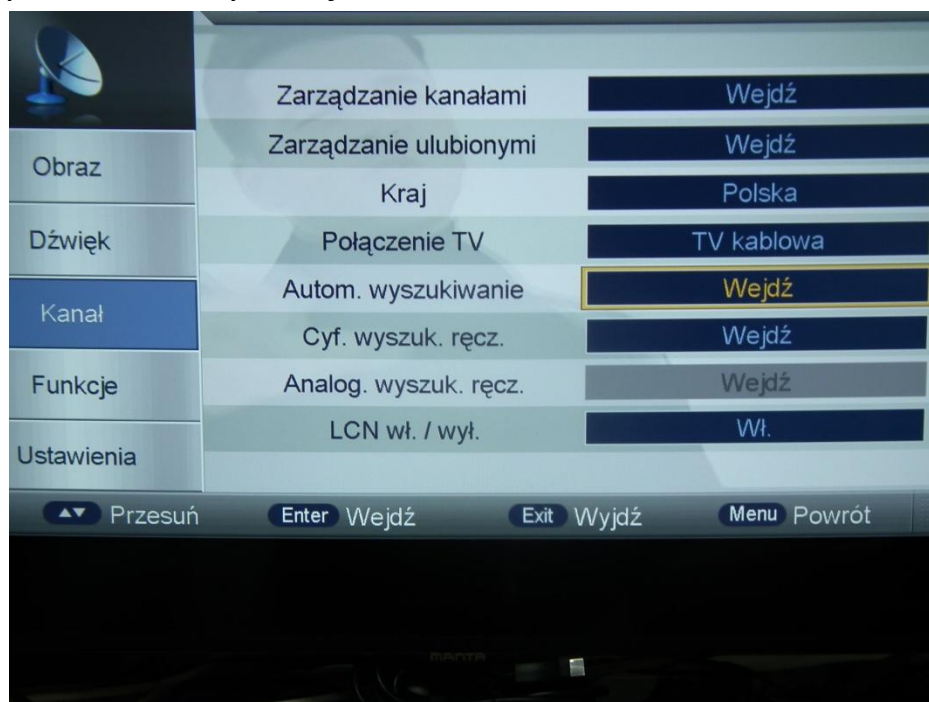 Zarządzanie kanałami Wejdź
Zarządzanie ulubionymi Wejdź
Obraz
Kraj Polska
Dźwięk
Połączenie TV TV kablowa
Autom. wyszukiwanie Wejdź
Kanał
Cyf. wyszuk. ręcz. Wejdź
Funkcje
Analog. wyszuk. ręcz. Wejdź
LCN wł. / wył. Wł.
Ustawienia
Przesuń Enter Wejdź Exit Wyjdź Menu Powrót
MANTA